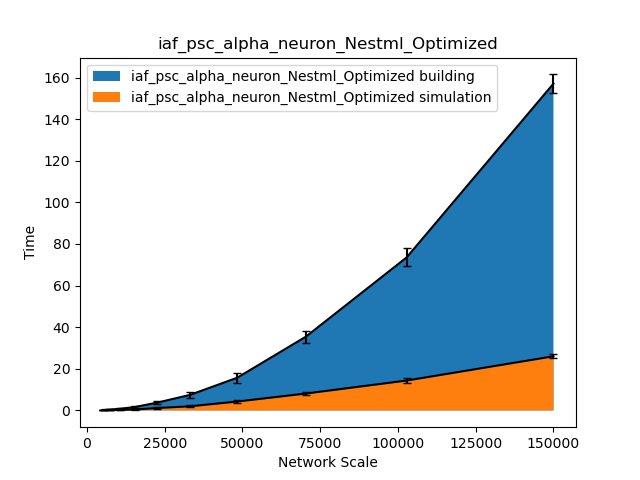 iaf_psc_alpha_neuron_Nestml_Optimized
iaf_psc_alpha_neuron_Nestml_Optimized building
iaf_psc_alpha_neuron_Nestml_Optimized simulation
160
140
120
100
80
60
40
20
0
Time
0 25000 50000 75000 100000 125000 150000
Network Scale